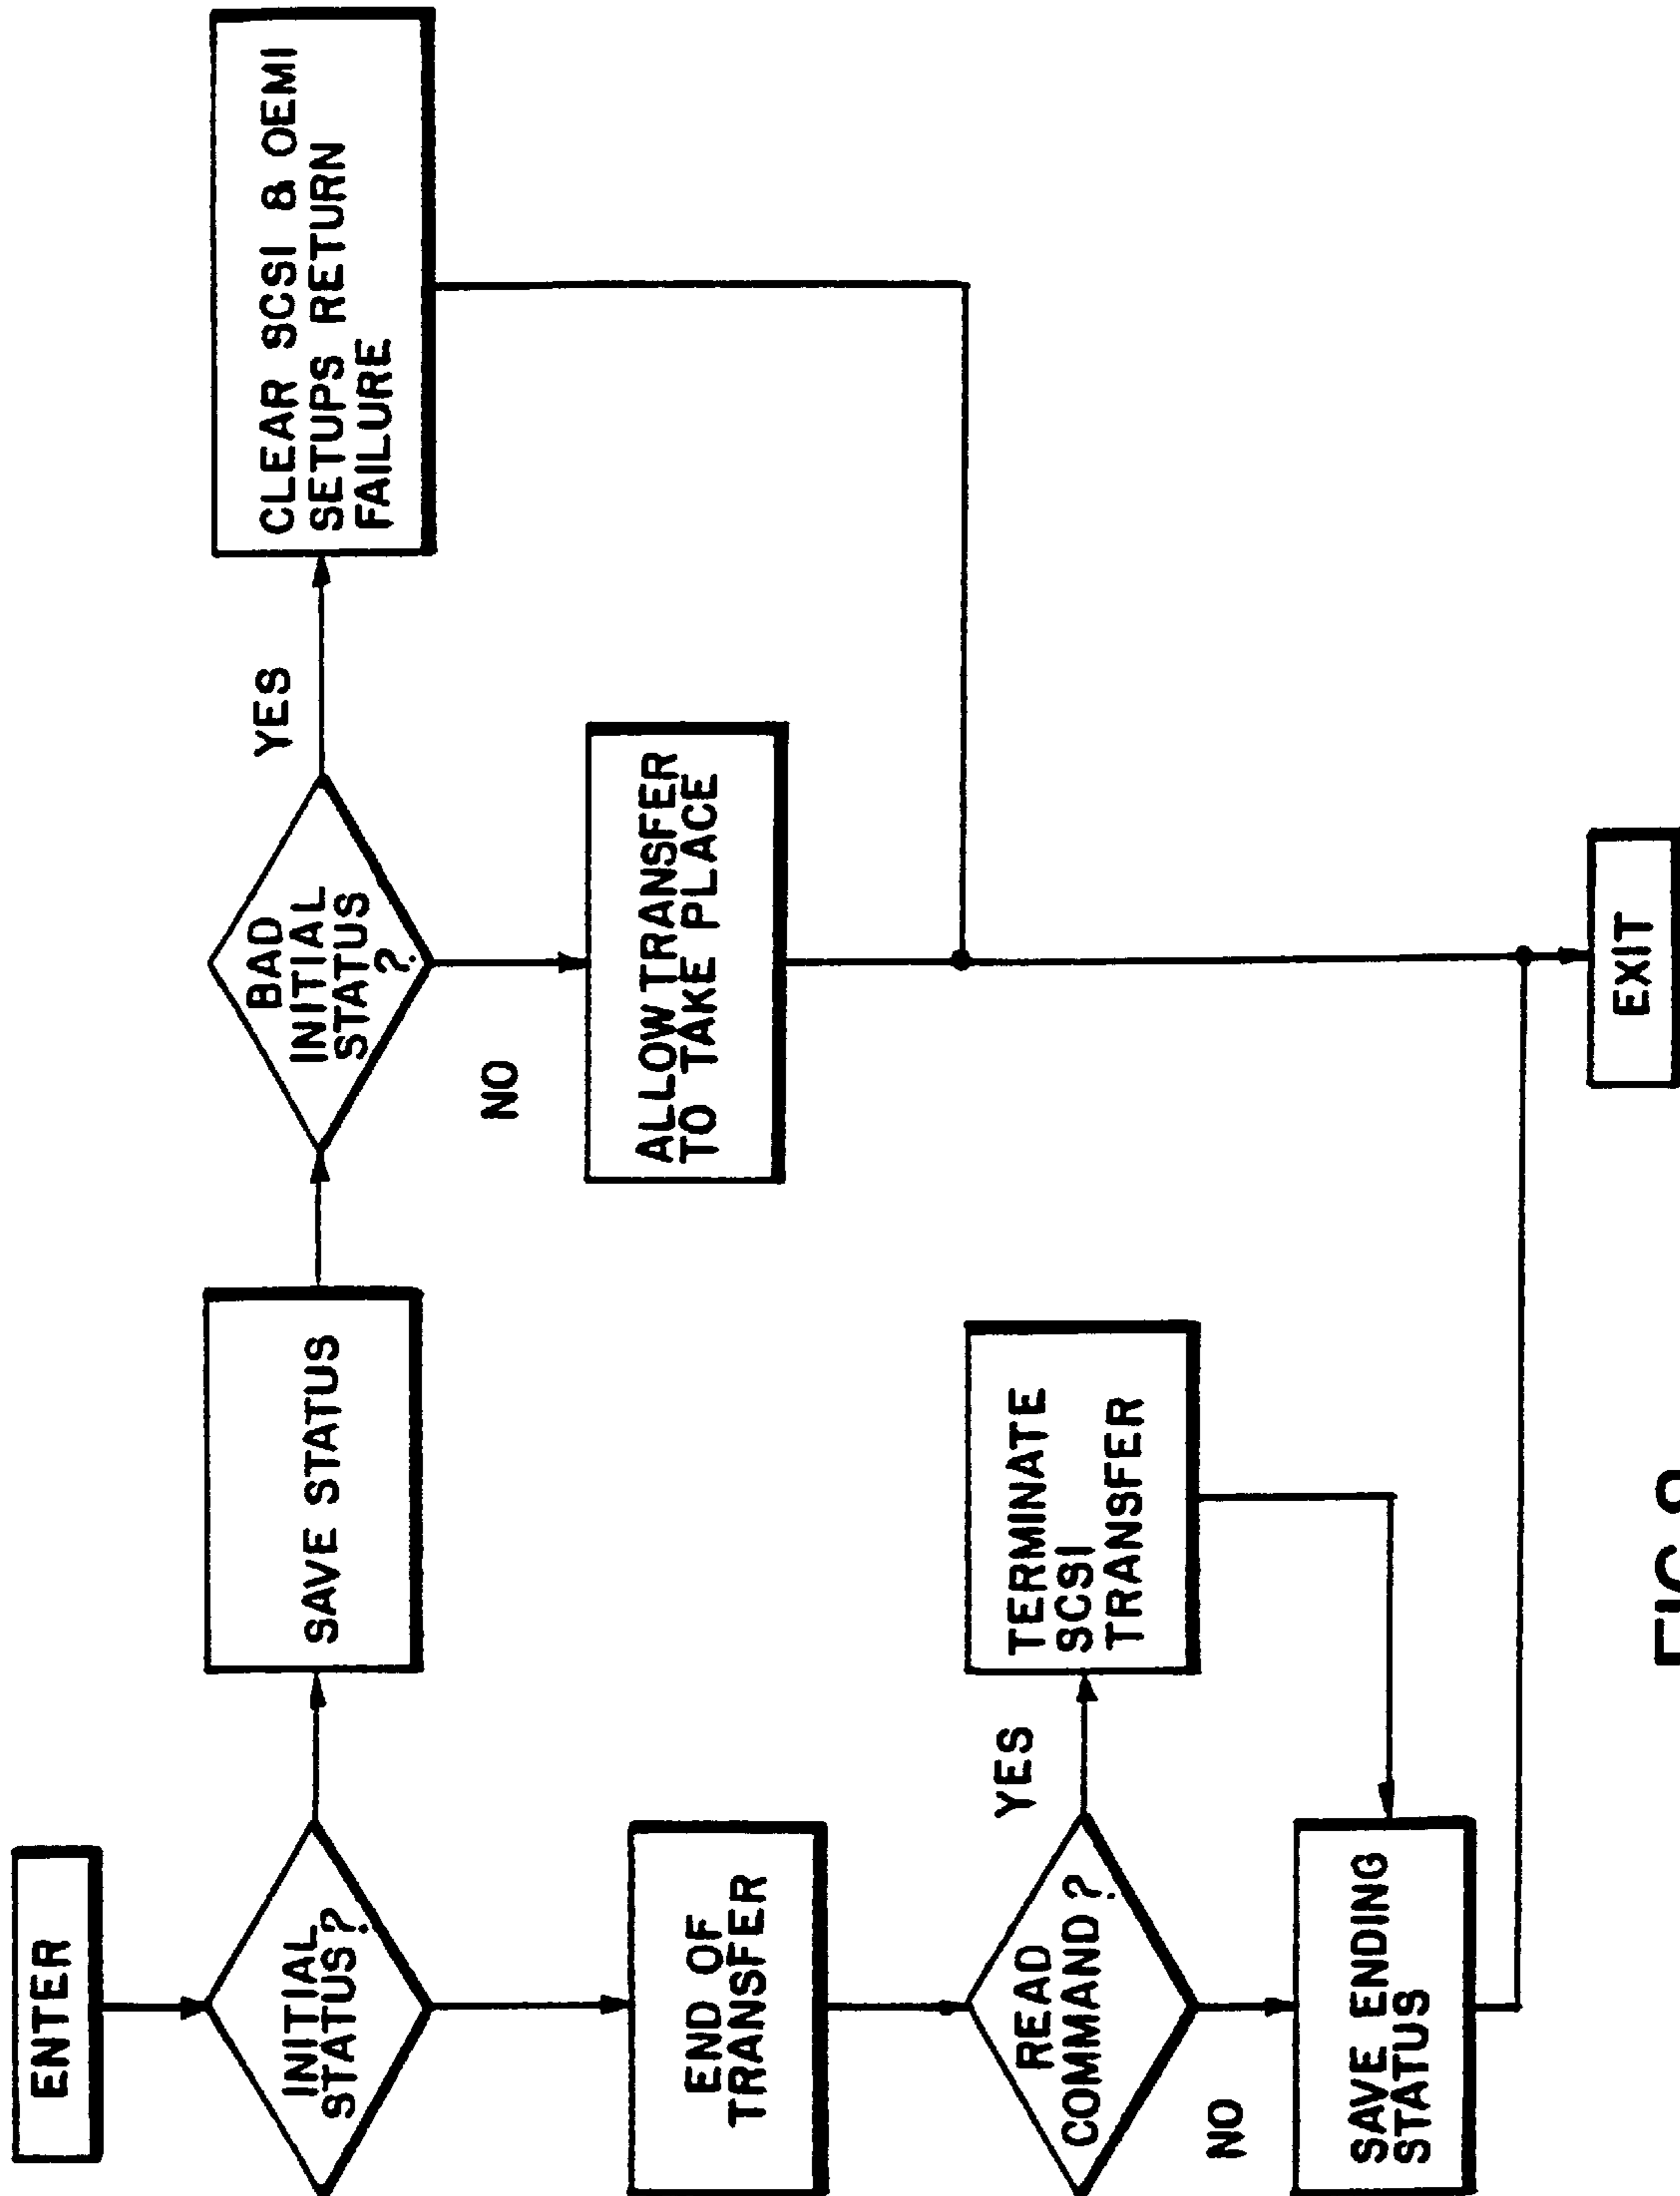 ENTER
INITIAL
STATUS?
SAVE STATUS
BAD
INITIAL
STATUS
?
YES
CLEAR SCSI & OEMI
SETUPS RETURN
FAILURE
NO
ALLOW TRANSFER
TO TAKE PLACE
END OF
TRANSFER
READ
COMMAND?
YES
TERMINATE
SCSI
TRANSFER
NO
SAVE ENDING
STATUS
EXIT